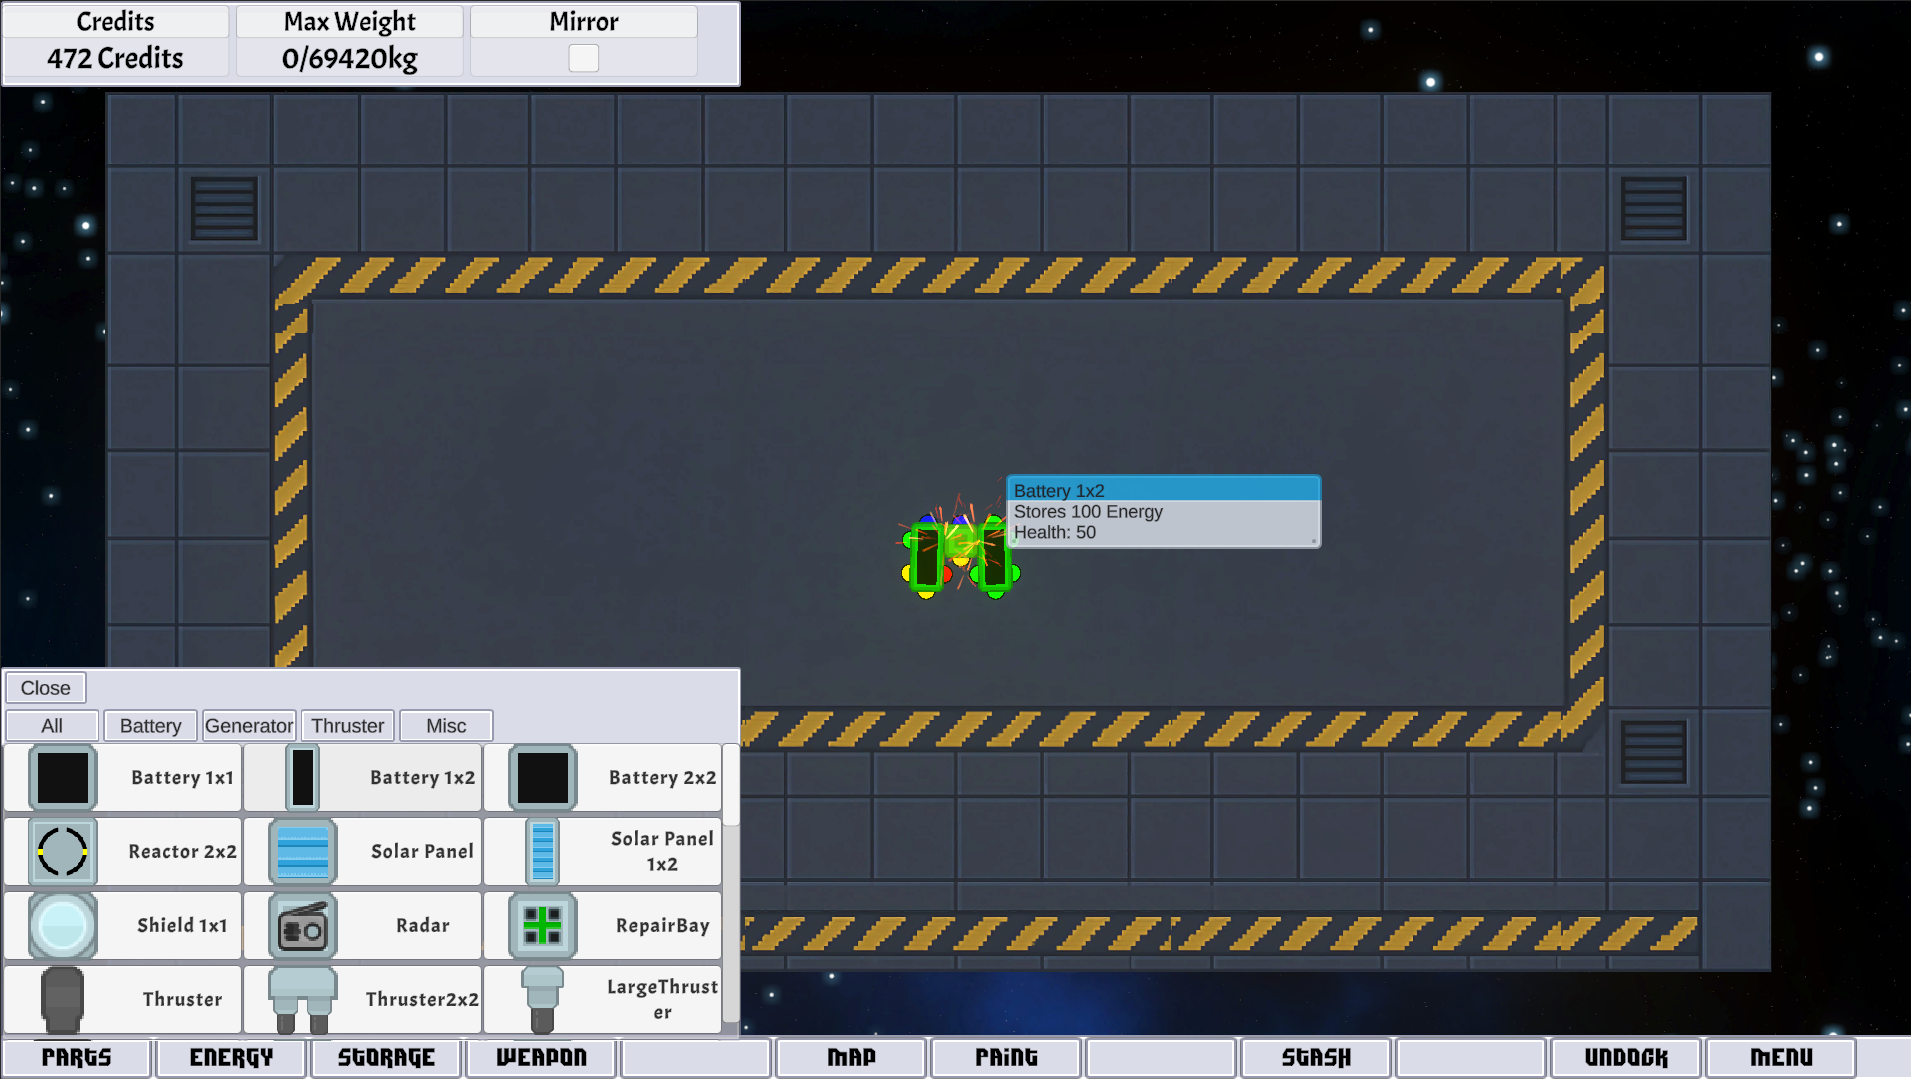 Credits
Max Weight
Mirror
472 Credits
0/69420kg
Battery 1x2
Stores 100 Energy
Health: 50
Close
All
Battery
Generator
Thruster
Misc
Battery 1x1
Battery 1x2
Battery 2x2
Reactor 2x2
Solar Panel
Solar Panel
1x2
Shield 1x1
Radar
RepairBay
Thruster
Thruster2x2
LargeThrust
er
PARTS
ENERGY
STORAGE
WEAPON
MAP
PAINT
STASH
UNDOCK
MENU